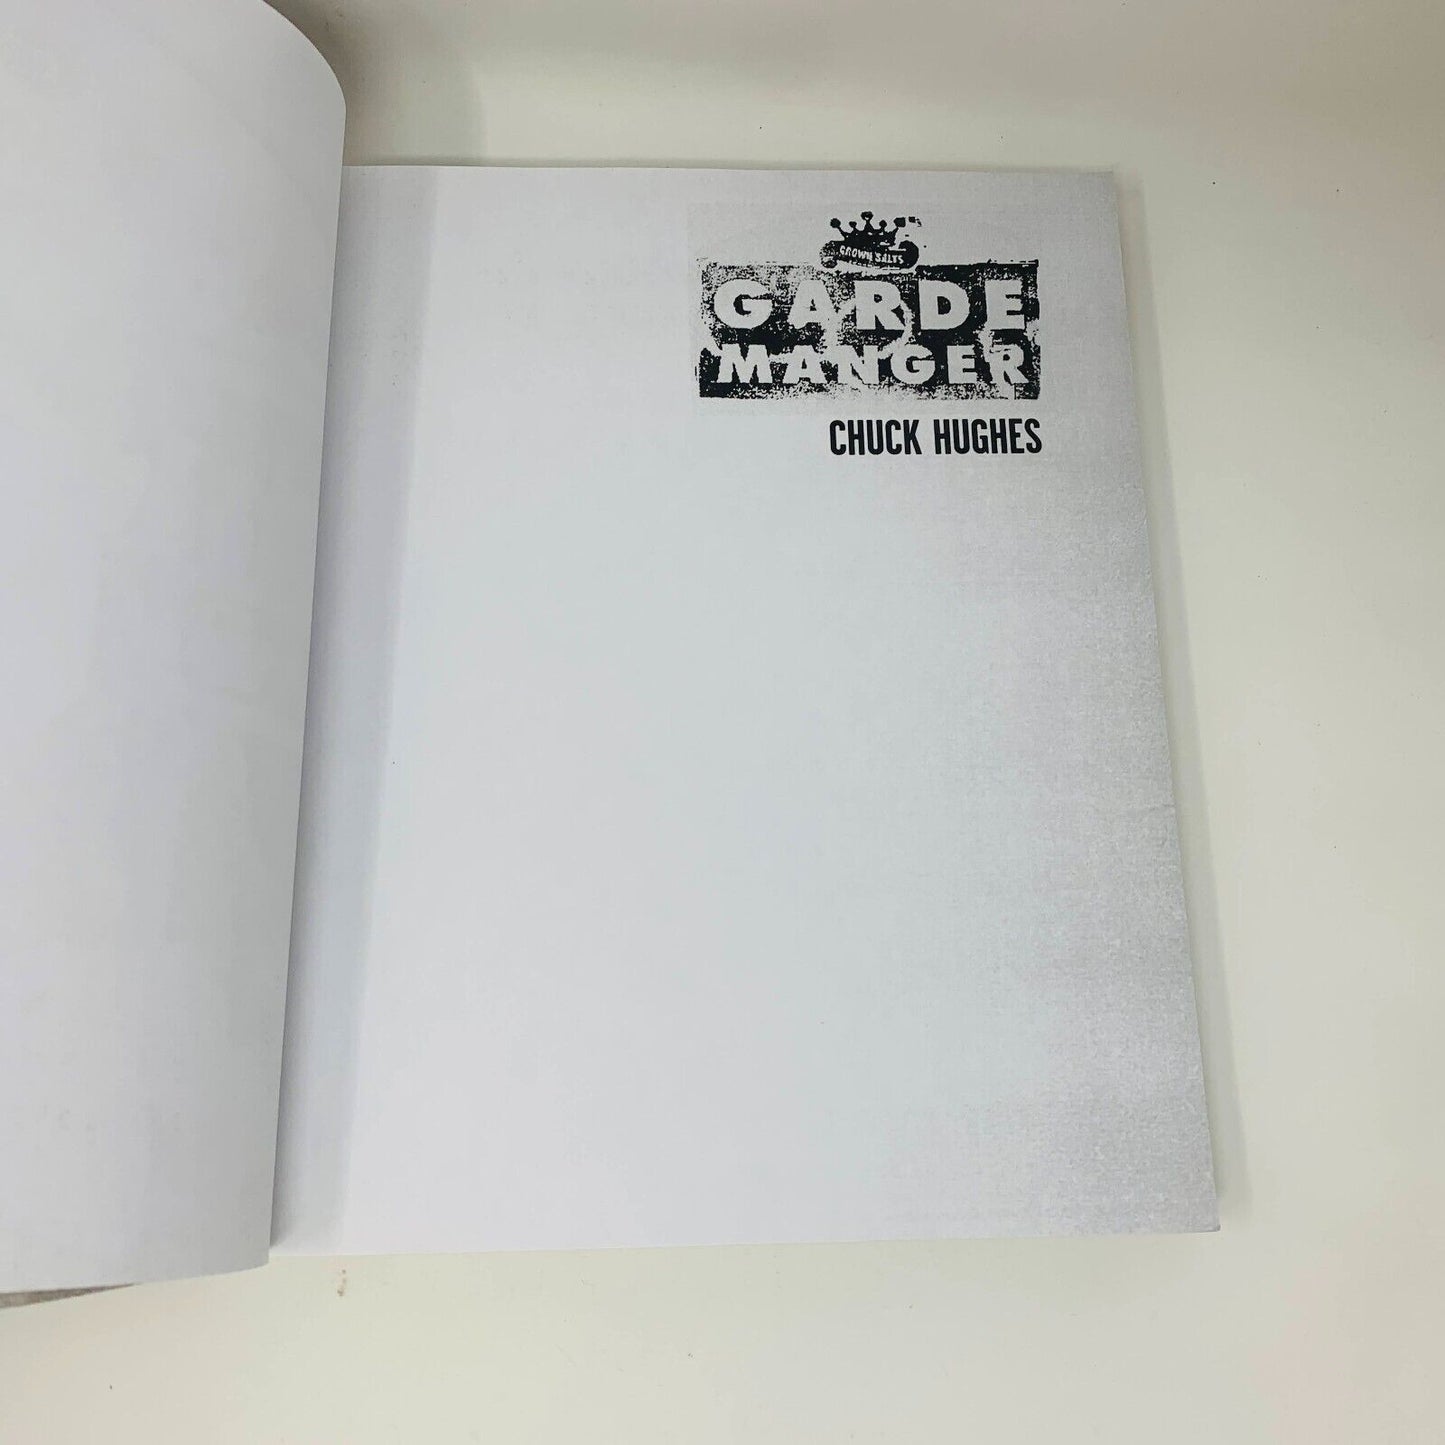 CROWN SALTS
GARDE
MANGER
CHUCK HUGHES